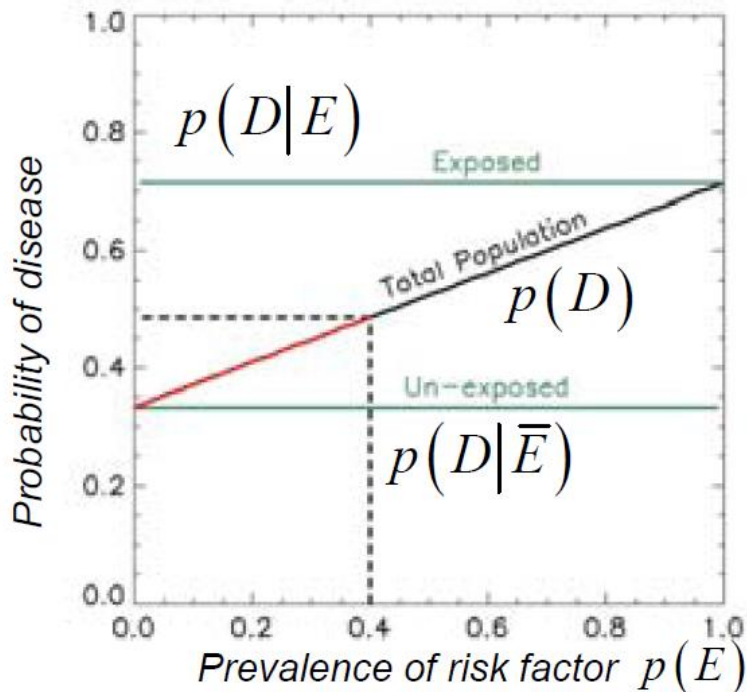 1.0
0.8
p(D|E)
Exposed
0.6
Total Population
p(D)
0.4
Un-exposed
p(D|E̅)
0.2
0.0
0.0 0.2 0.4 0.6 0.8 1.0
Probability of disease
Prevalence of risk factor p(E)